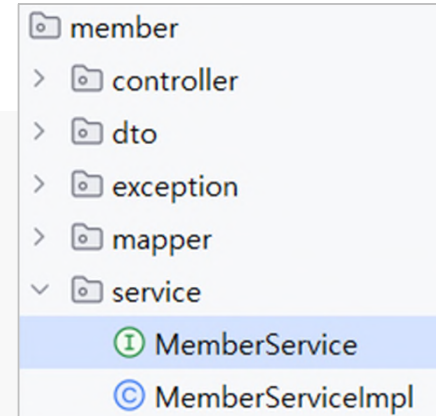 member
controller
dto
exception
mapper
service
I MemberService
C MemberServiceImpl